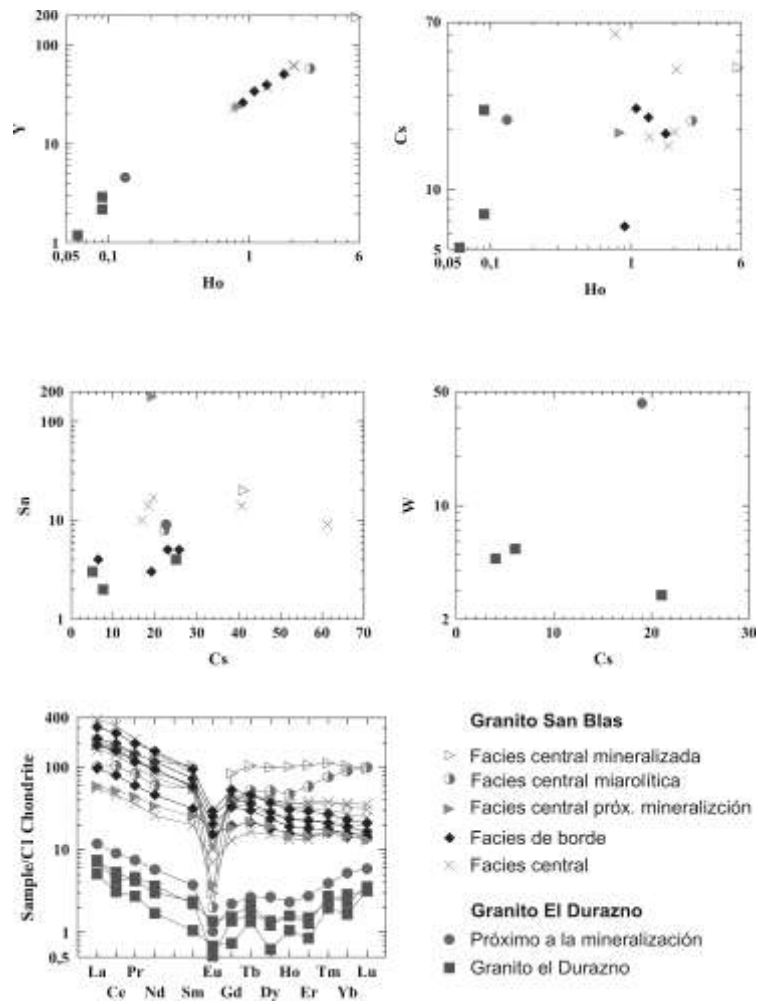 200
100
10
1
Y
0,05
0,1
1
6
Ho
70
10
5
Cs
0,05
0,1
1
6
Ho
200
100
10
1
Sn
0
10
20
30
40
50
60
70
Cs
50
10
2
W
0
10
20
30
Cs
400
100
10
1
0,5
Sample/C1 Chondrite
La
Pr
Eu
Tb
Ho
Tm
Lu
Ce
Nd
Sm
Gd
Dy
Er
Yb
Granito San Blas
Facies central mineralizada
Facies central miarolítica
Facies central próx. mineralizción
Facies de borde
Facies central
Granito El Durazno
Próximo a la mineralización
Granito el Durazno